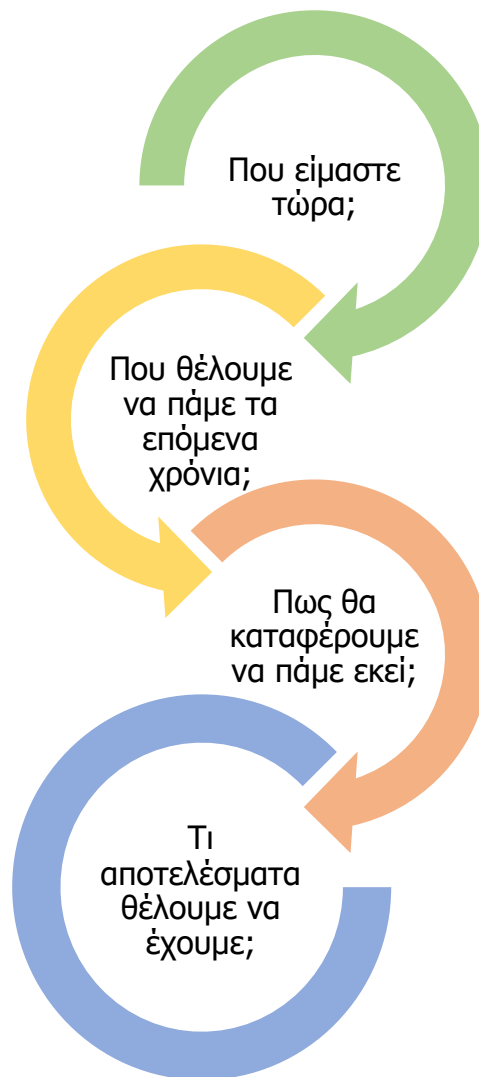 Που είμαστε
τώρα;
Που θέλουμε
να πάμε τα
επόμενα
χρόνια;
Πως θα
καταφέρουμε
να πάμε εκεί;
Τι
αποτελέσματα
θέλουμε να
έχουμε;